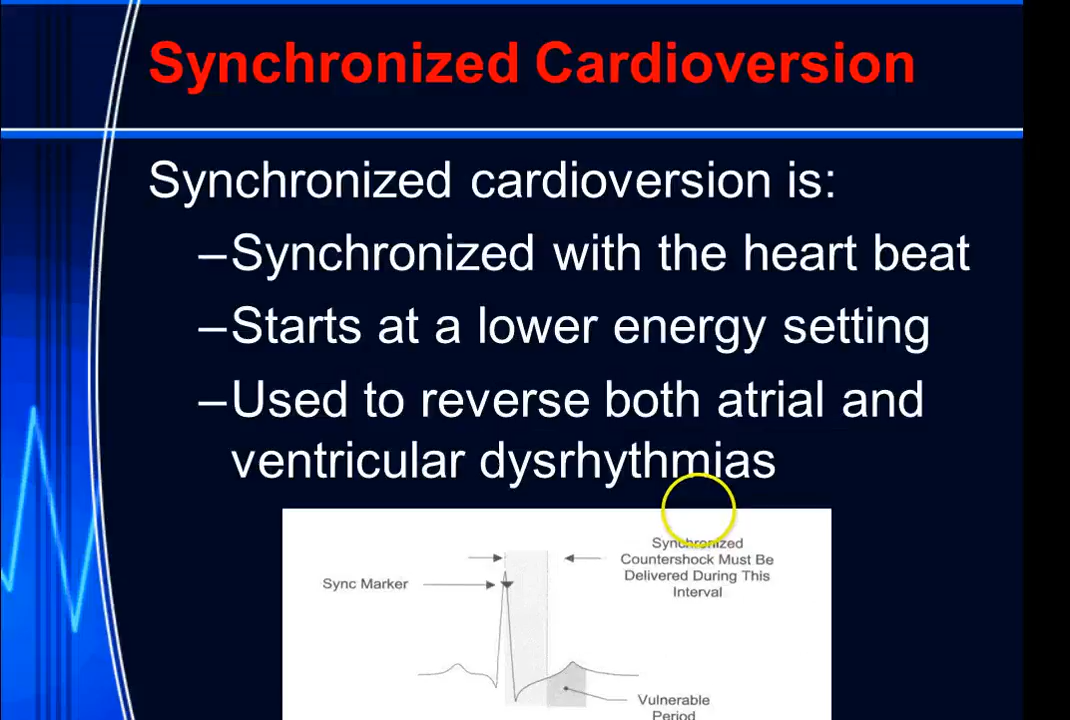 Synchronized Cardioversion
Synchronized cardioversion is:
–Synchronized with the heart beat
–Starts at a lower energy setting
–Used to reverse both atrial and
ventricular dysrhythmias
Synchronized
Countershock Must Be
Delivered During This
Interval
Sync Marker
Vulnerable
Period